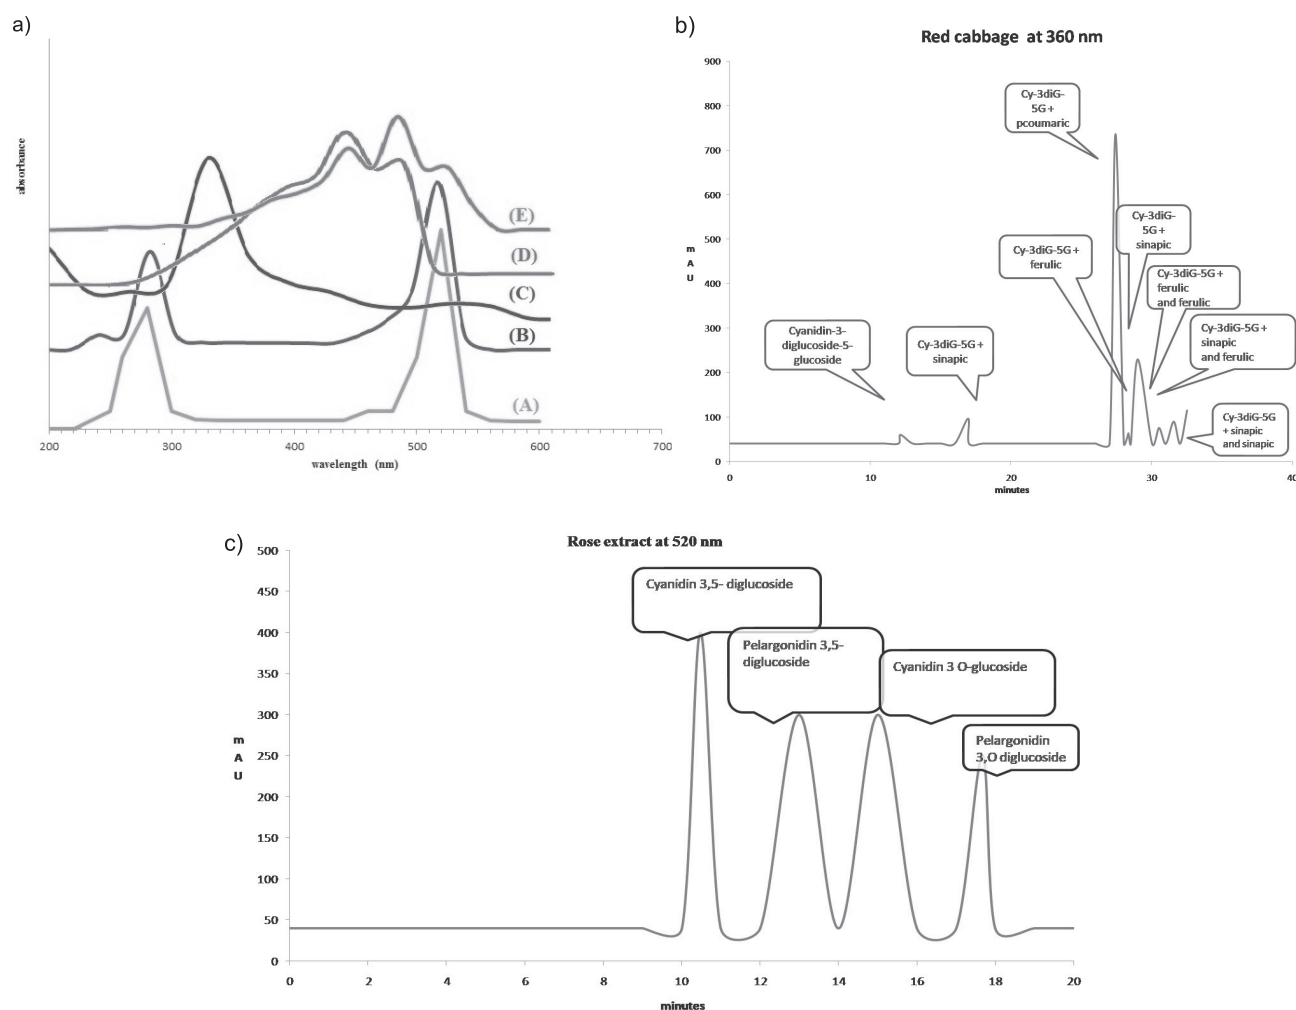 a)
absorbance
(E)
(D)
(C)
(B)
(A)
200
300
400
500
600
700
wavelength (nm)
b)
Red cabbage at 360 nm
900
800
700
600
500
400
300
200
100
0
m
A
U
Cy-3diG-
5G +
pcoumaric
Cy-3diG-
5G +
sinapic
Cy-3diG-5G +
ferulic
Cy-3diG-5G +
ferulic
and ferulic
Cyanidin-3-
diglucoside-5-
glucoside
Cy-3diG-5G +
sinapic
Cy-3diG-5G +
sinapic
and ferulic
Cy-3diG-5G
+ sinapic
and sinapic
0
10
20
30
40
minutes
c)
Rose extract at 520 nm
500
450
400
350
300
250
200
150
100
50
0
m
A
U
Cyanidin 3,5- diglucoside
Pelargonidin 3,5-
diglucoside
Cyanidin 3 O-glucoside
Pelargonidin
3,O diglucoside
0
2
4
6
8
10
12
14
16
18
20
minutes